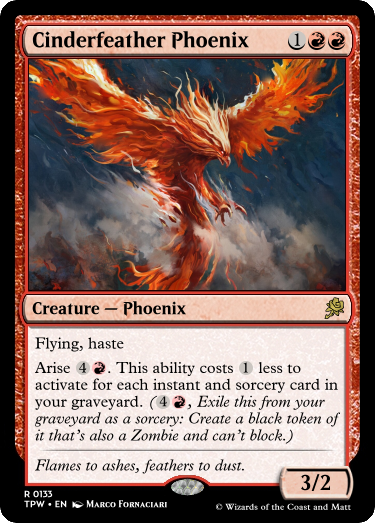 Cinderfeather Phoenix 1
Creature — Phoenix
Flying, haste
Arise 4 . This ability costs 1 less to
activate for each instant and sorcery card in
your graveyard. (4 , Exile this from your
graveyard as a sorcery: Create a black token of
it that's also a Zombie and can't block.)
Flames to ashes, feathers to dust.
3/2
R 0133
TPW • EN Marco Fornaciari
© Wizards of the Coast and Matt